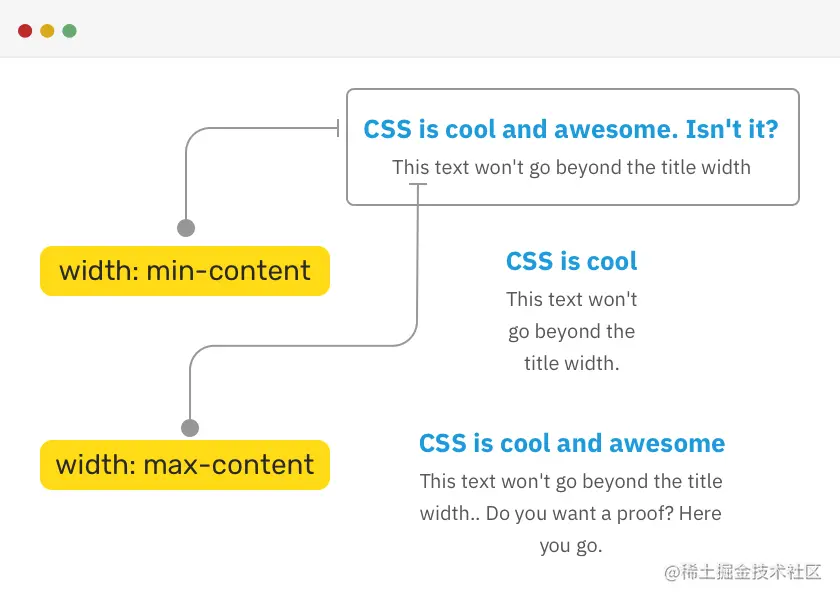 CSS is cool and awesome. Isn't it?
This text won't go beyond the title width
width: min-content
CSS is cool
This text won't
go beyond the
title width.
width: max-content
CSS is cool and awesome
This text won't go beyond the title
width.. Do you want a proof? Here
you go.
@稀土掘金技术社区